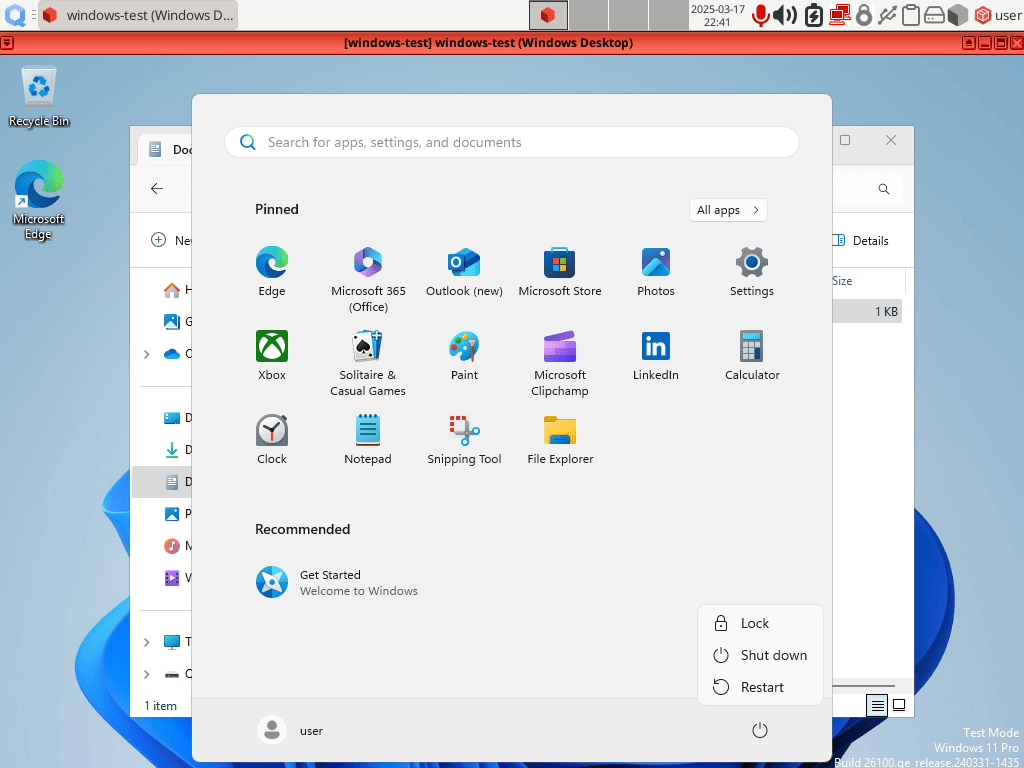 windows-test (Windows D...
2025-03-17
22:41
user
[windows-test] windows-test (Windows Desktop)
Recycle Bin
Microsoft
Edge
Doc
Search for apps, settings, and documents
Pinned
All apps
New
Details
Edge
Microsoft 365
(Office)
Outlook (new)
Microsoft Store
Photos
Settings
Size
1 KB
Xbox
Solitaire &
Casual Games
Paint
Microsoft
Clipchamp
LinkedIn
Calculator
Clock
Notepad
Snipping Tool
File Explorer
Recommended
Get Started
Welcome to Windows
Lock
Shut down
Restart
1 item
user
Test Mode
Windows 11 Pro
Build 26100.ge_release.240331-1435